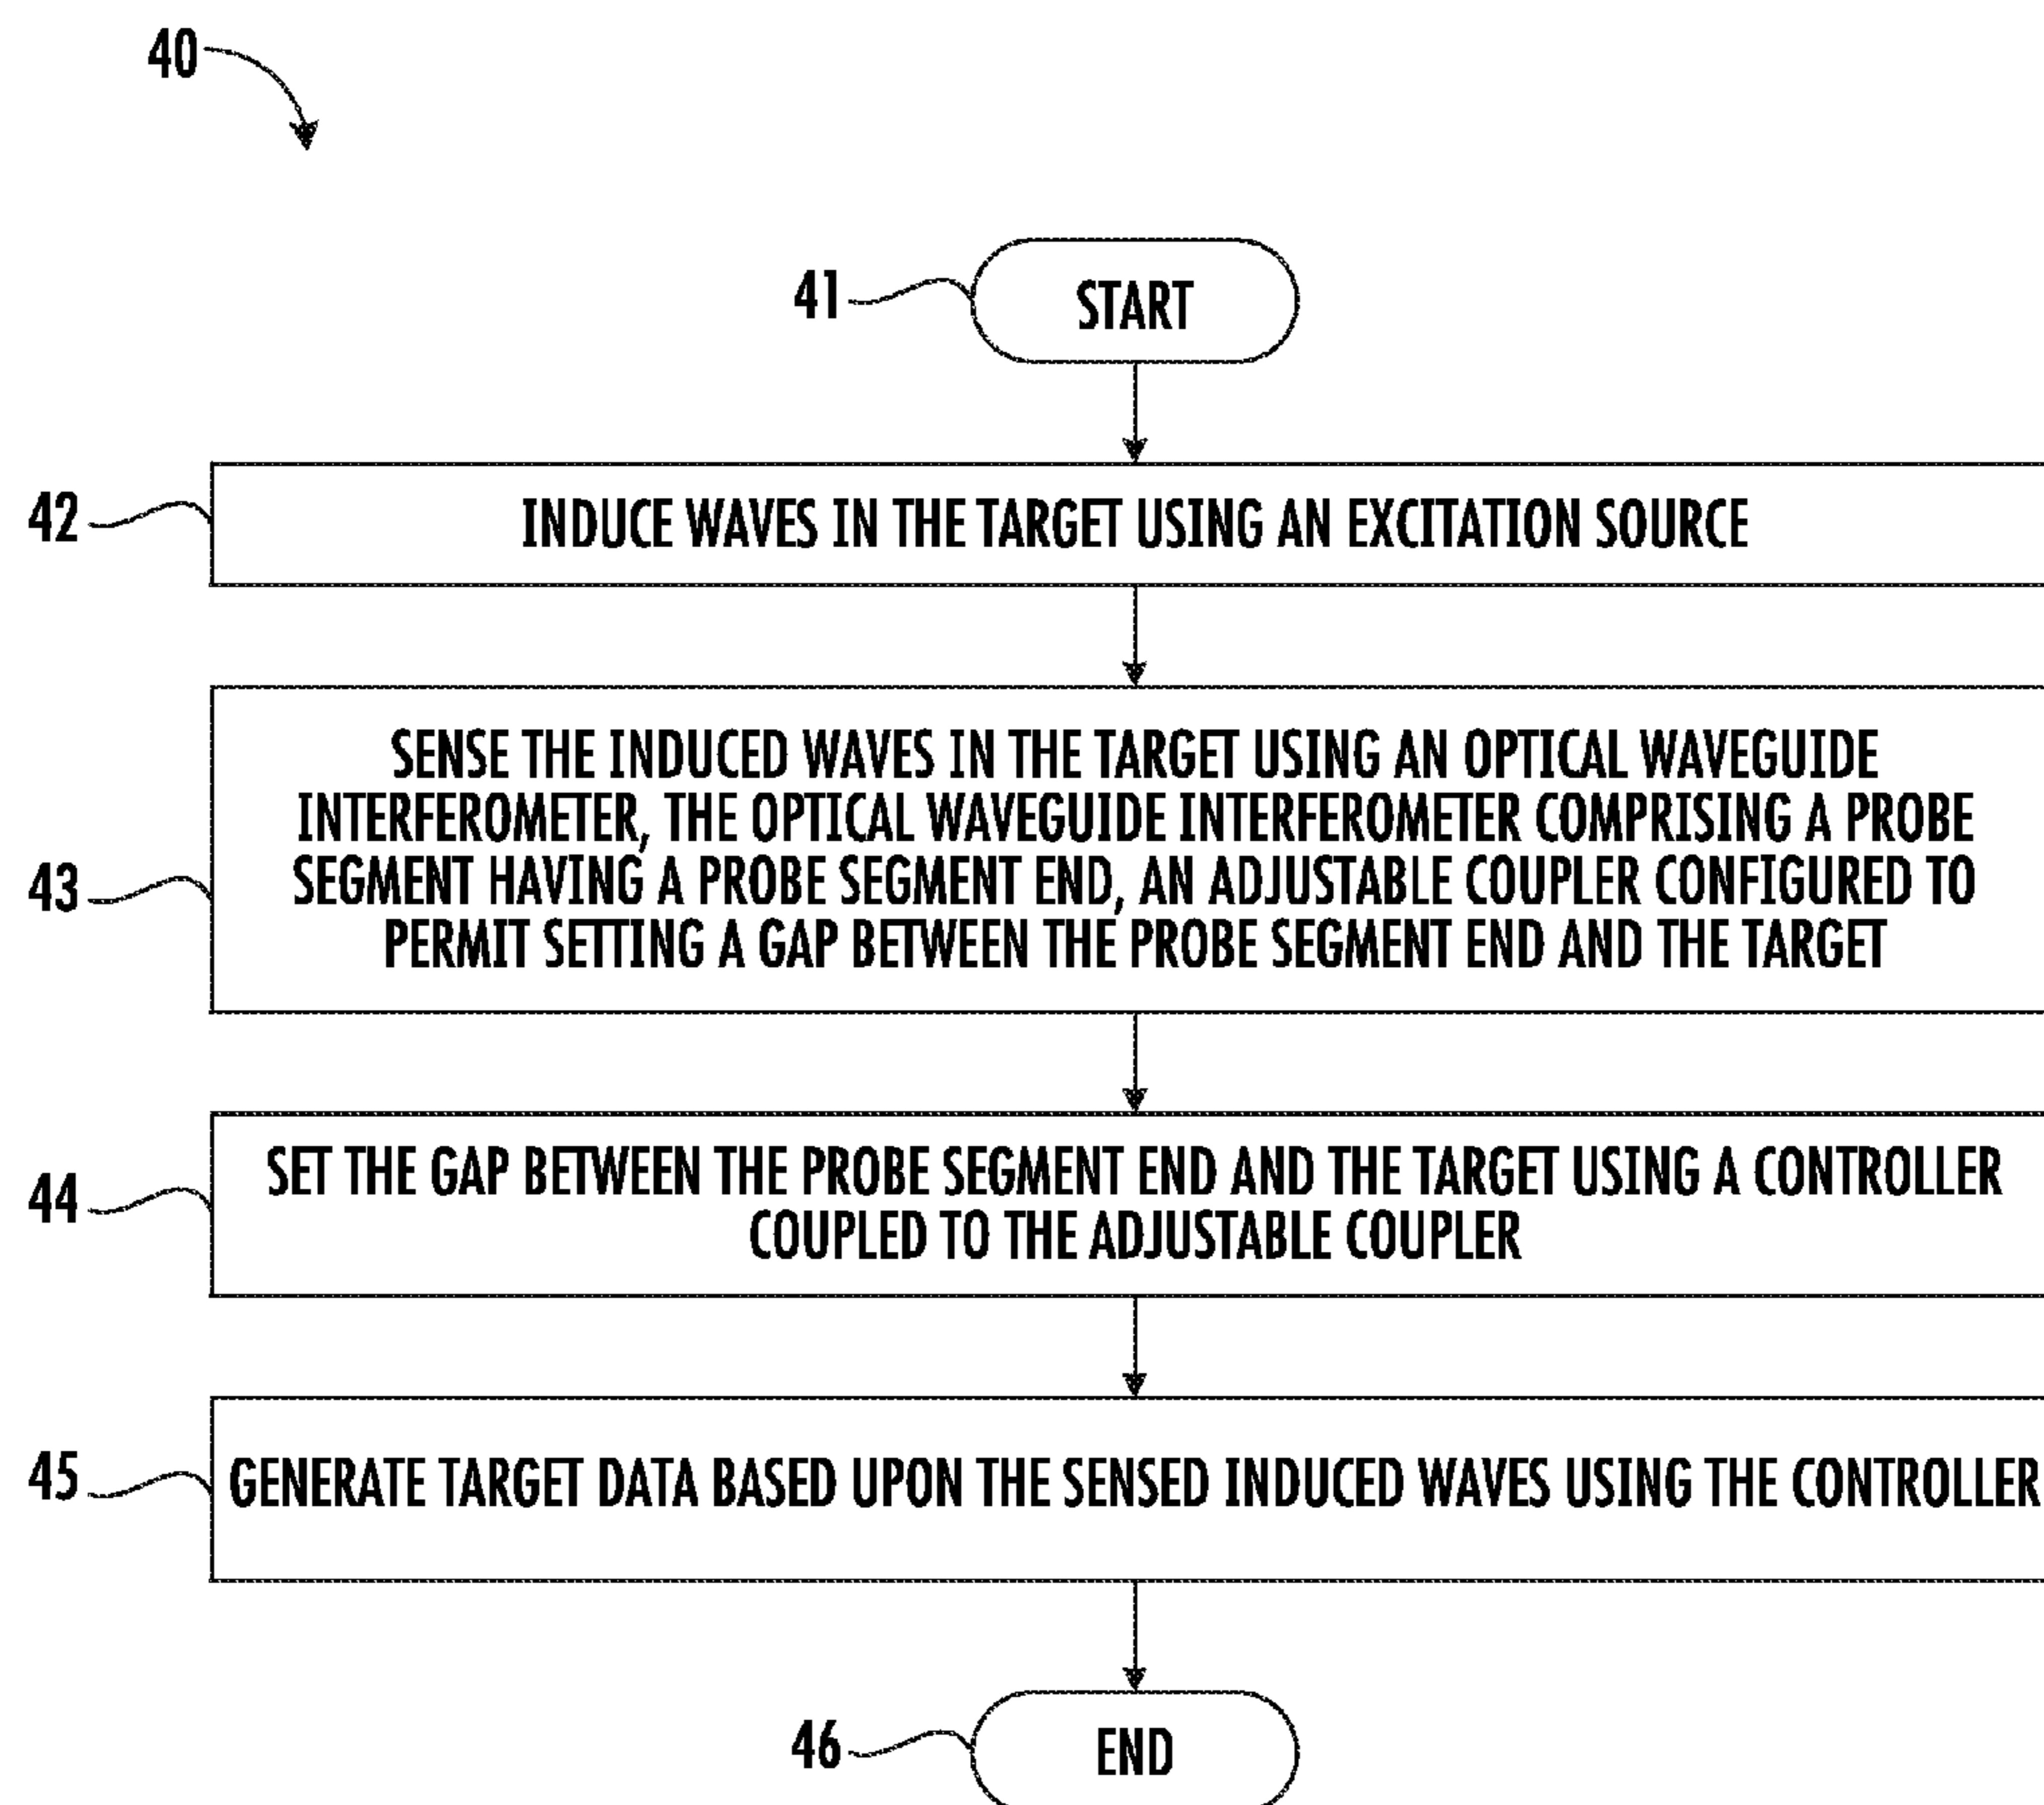 40
41
START
42
INDUCE WAVES IN THE TARGET USING AN EXCITATION SOURCE
43
SENSE THE INDUCED WAVES IN THE TARGET USING AN OPTICAL WAVEGUIDE
INTERFEROMETER, THE OPTICAL WAVEGUIDE INTERFEROMETER COMPRISING A PROBE
SEGMENT HAVING A PROBE SEGMENT END, AN ADJUSTABLE COUPLER CONFIGURED TO
PERMIT SETTING A GAP BETWEEN THE PROBE SEGMENT END AND THE TARGET
44
SET THE GAP BETWEEN THE PROBE SEGMENT END AND THE TARGET USING A CONTROLLER
COUPLED TO THE ADJUSTABLE COUPLER
45
GENERATE TARGET DATA BASED UPON THE SENSED INDUCED WAVES USING THE CONTROLLER
46
END